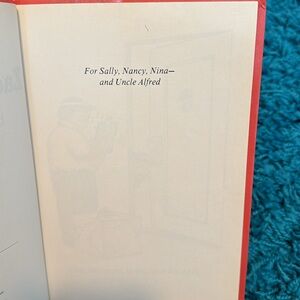 For Sally, Nancy, Nina—
and Uncle Alfred